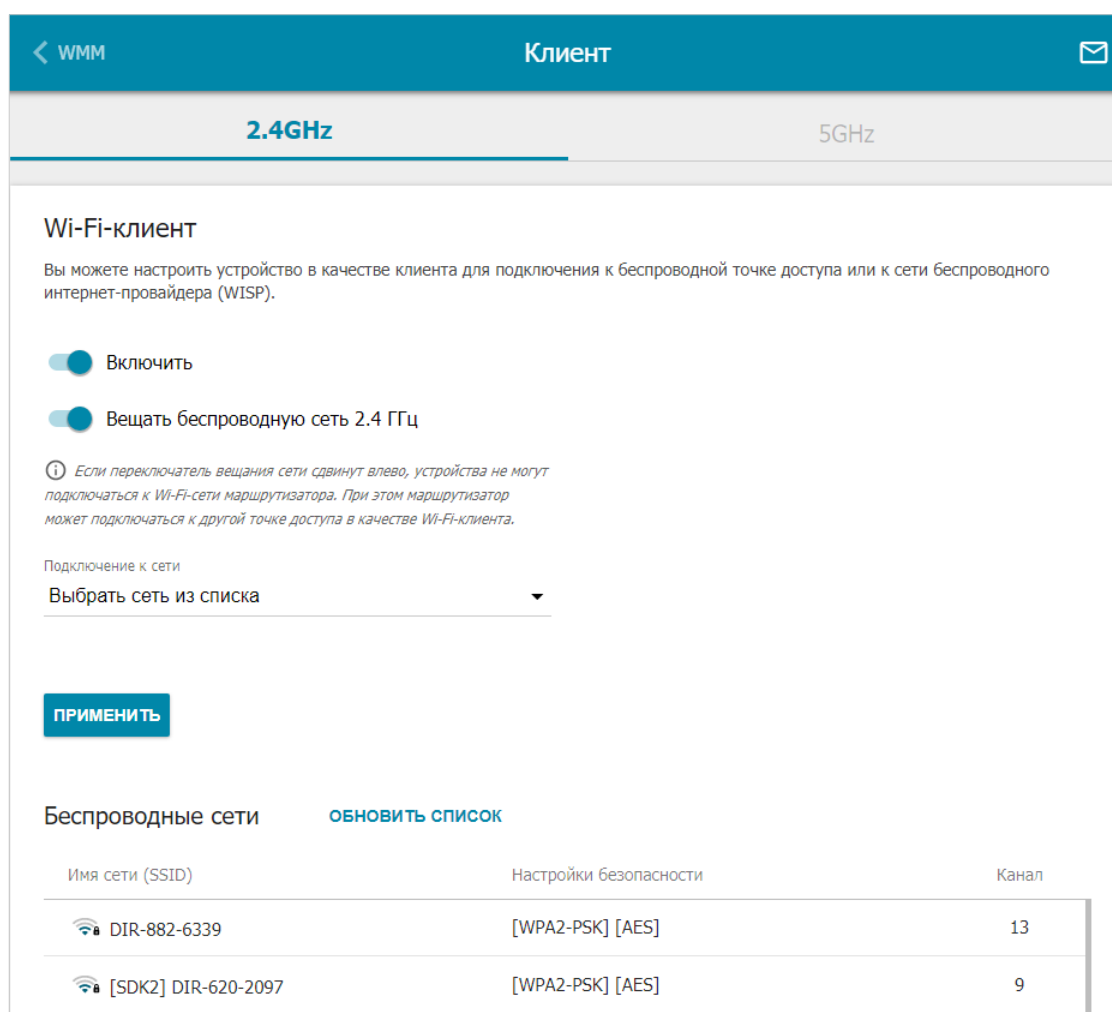 WMM
Клиент
2.4GHz
5GHz
Wi-Fi-клиент
Вы можете настроить устройство в качестве клиента для подключения к беспроводной точке доступа или к сети беспроводного
интернет-провайдера (WISP).
Включить
Вещать беспроводную сеть 2.4 ГГц
Если переключатель вещания сети сдвинут влево, устройства не могут
подключаться к Wi-Fi-сети маршрутизатора. При этом маршрутизатор
может подключаться к другой точке доступа в качестве Wi-Fi-клиента.
Подключение к сети
Выбрать сеть из списка
ПРИМЕНИТЬ
Беспроводные сети ОБНОВИТЬ СПИСОК
Имя сети (SSID) Настройки безопасности Канал
DIR-882-6339 [WPA2-PSK] [AES] 13
[SDK2] DIR-620-2097 [WPA2-PSK] [AES] 9